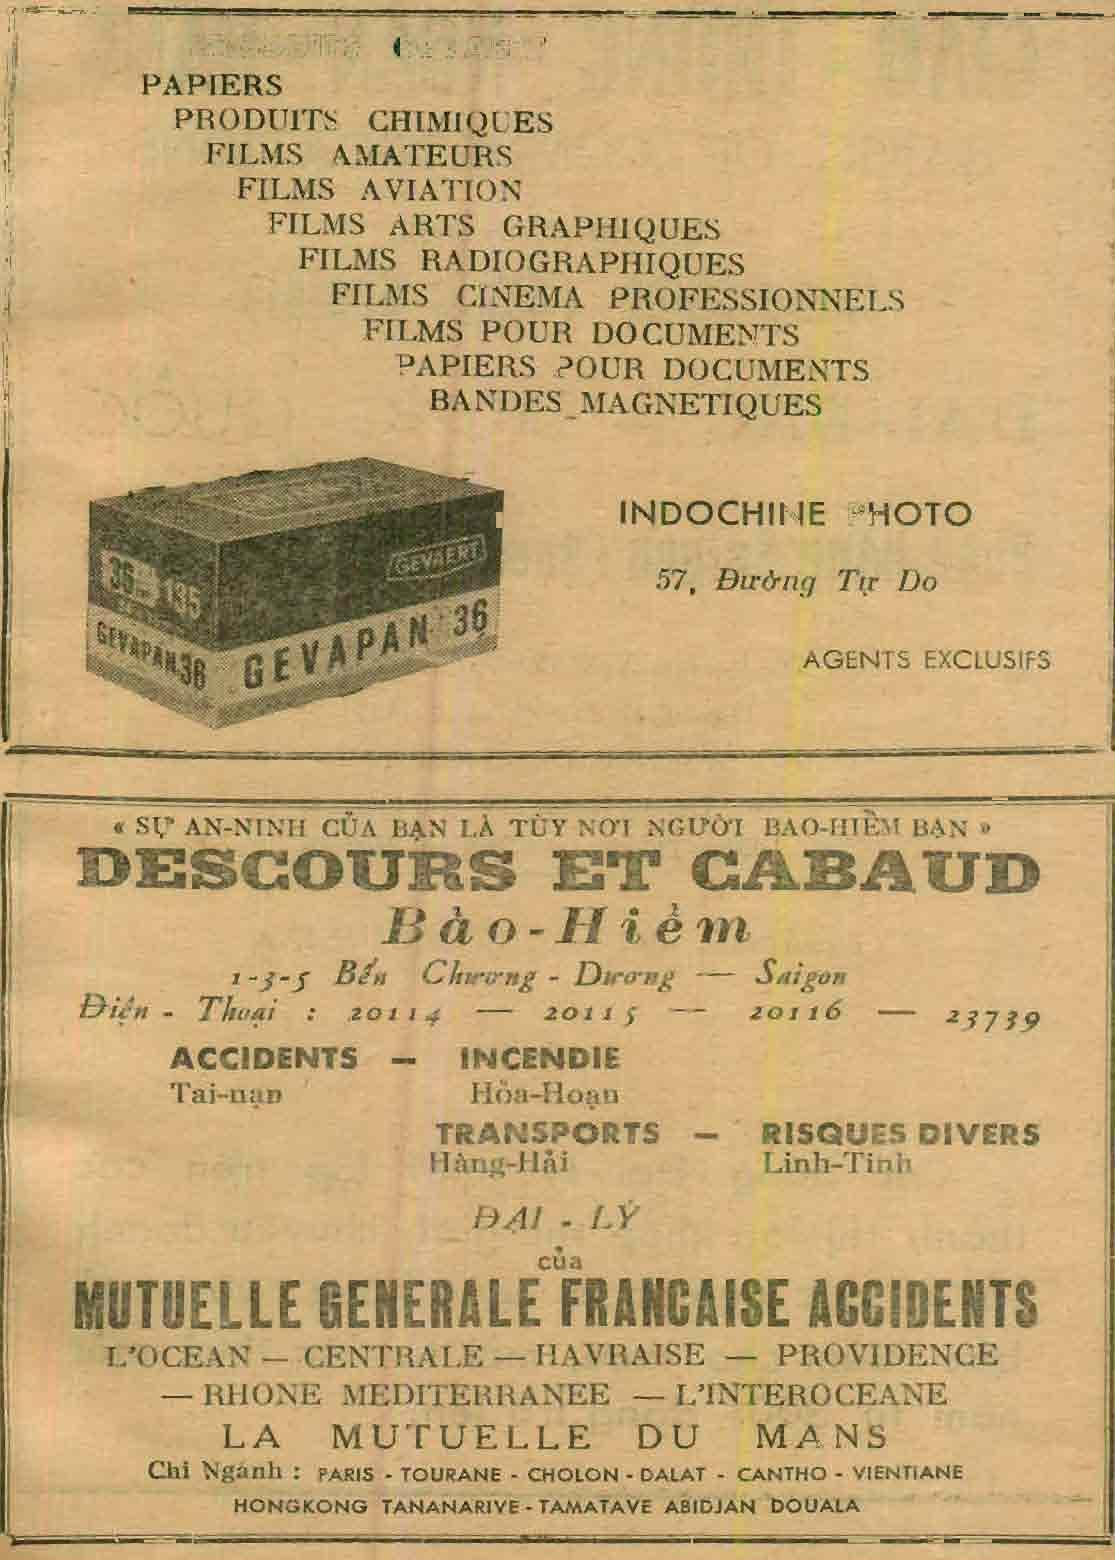 PAPIERS
PRODUITS CHIMIQUES
FILMS AMATEURS
FILMS AVIATION
FILMS ARTS GRAPHIQUES
FILMS RADIOGRAPHIQUES
FILMS CINEMA PROFESSIONNELS
FILMS POUR DOCUMENTS
PAPIERS POUR DOCUMENTS
BANDES MAGNETIQUES
GEVAERT
36 135
GEVAPAN 36
GEVAPAN 36
INDOCHINE PHOTO
57, Đường Tự Do
AGENTS EXCLUSIFS
« SỰ AN-NINH CỦA BẠN LÀ TÙY NƠI NGƯỜI BẢO-HIỂM BẠN »
DESCOURS ET CABAUD
Bảo-Hiểm
1-3-5 Bến Chương-Dương — Saigon
Điện-Thoại : 20114 — 20115 — 20116 — 23739
ACCIDENTS — INCENDIE
Tai-nạn Hỏa-Hoạn
TRANSPORTS — RISQUES DIVERS
Hàng-Hải Linh-Tinh
ĐẠI-LÝ
của
MUTUELLE GENERALE FRANCAISE ACCIDENTS
L'OCEAN — CENTRALE — HAVRAISE — PROVIDENCE
— RHONE MEDITERRANEE — L'INTEROCEANE
LA MUTUELLE DU MANS
Chi Ngánh : PARIS - TOURANE - CHOLON - DALAT - CANTHO - VIENTIANE
HONGKONG TANANARIVE - TAMATAVE ABIDJAN DOUALA